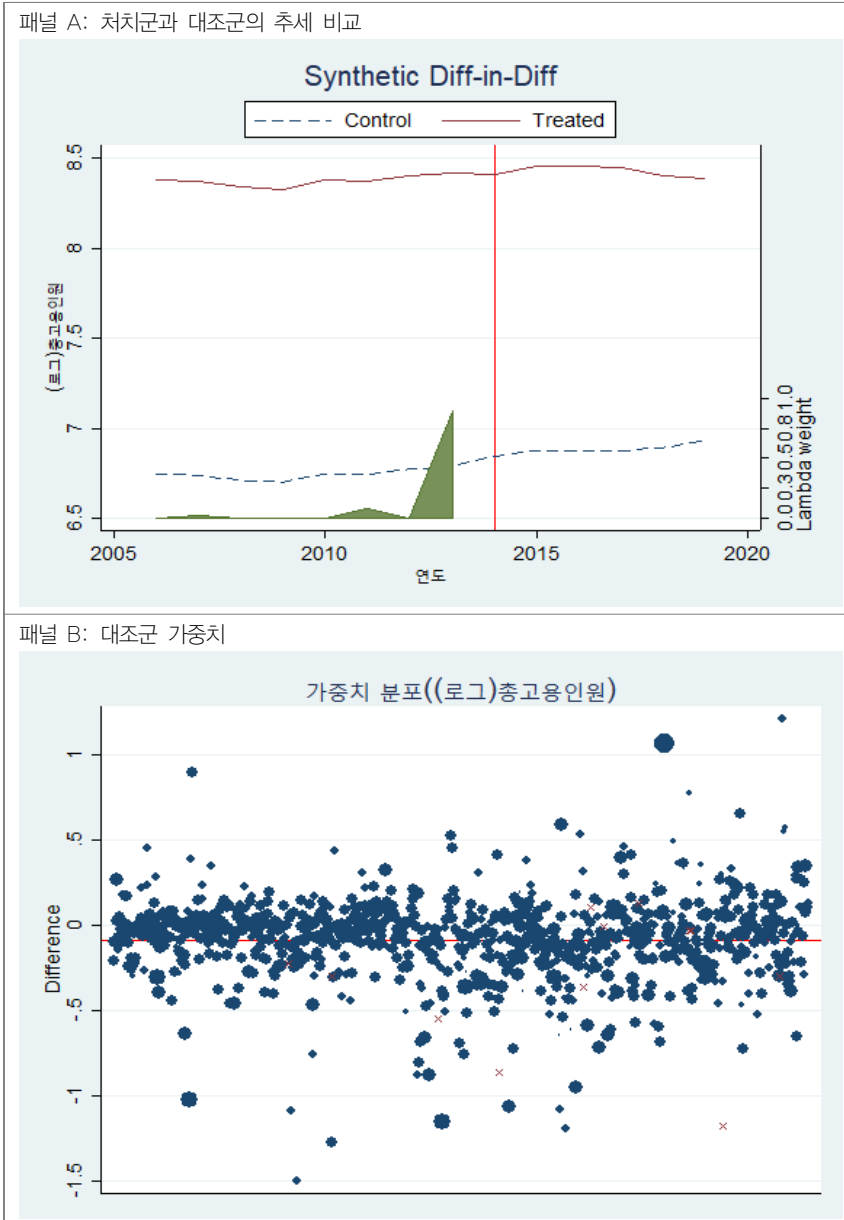 패널 A: 처치군과 대조군의 추세 비교
Synthetic Diff-in-Diff
Control
Treated
8.5
8
7.5
7
6.5
(로그)총고용인원
0.00.30.50.81.0
Lambda weight
2005
2010
2015
2020
연도
패널 B: 대조군 가중치
가중치 분포((로그)총고용인원)
1
.5
0
-.5
-1
-1.5
Difference